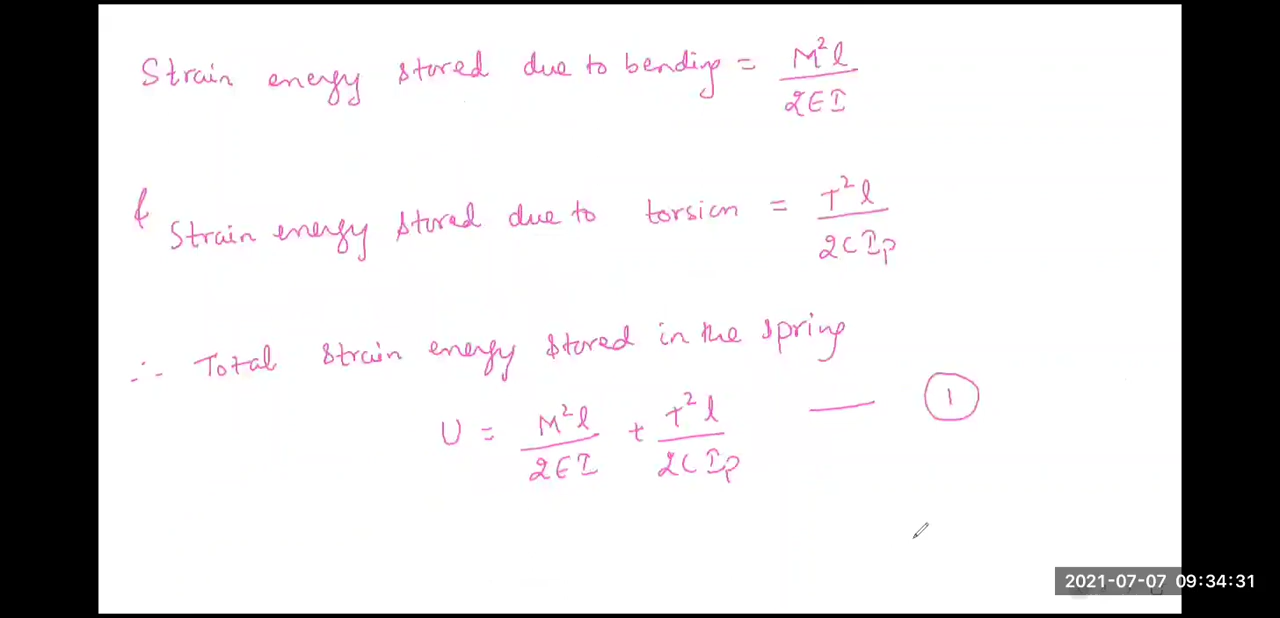 Strain energy stored due to bending = M²l / 2EI
& Strain energy stored due to torsion = T²l / 2CIp
∴ Total strain energy stored in the spring
U = M²l / 2EI + T²l / 2CIp — 1
2021-07-07 09:34:31